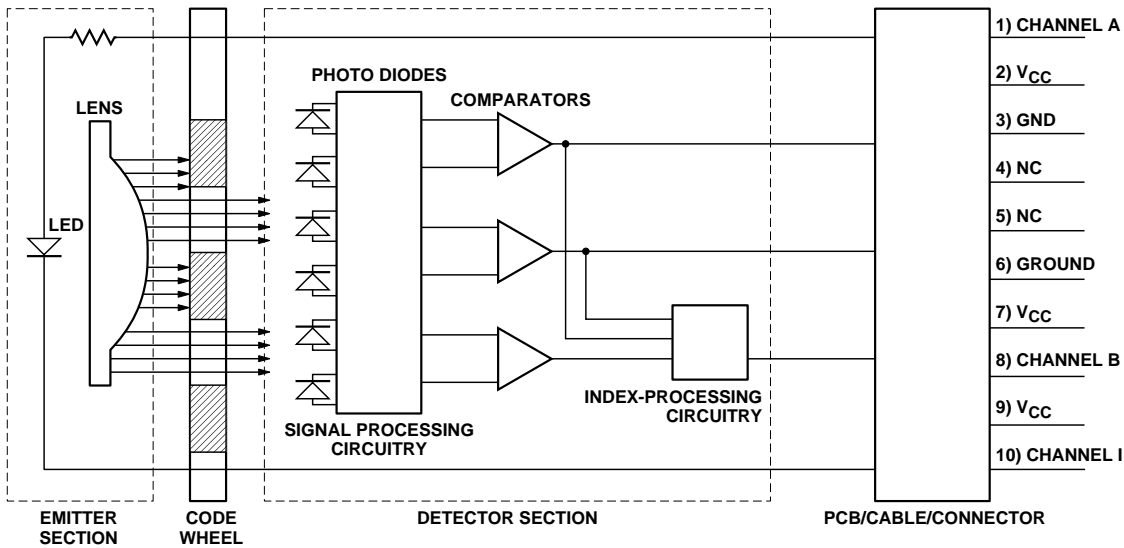 LENS
LED
PHOTO DIODES
COMPARATORS
SIGNAL PROCESSING
CIRCUITRY
INDEX-PROCESSING
CIRCUITRY
1) CHANNEL A
2) VCC
3) GND
4) NC
5) NC
6) GROUND
7) VCC
8) CHANNEL B
9) VCC
10) CHANNEL I
EMITTER
SECTION
CODE
WHEEL
DETECTOR SECTION
PCB/CABLE/CONNECTOR